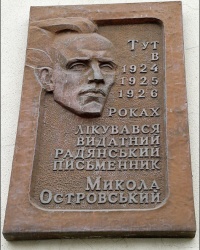 Тут
в
1924
1925
1926
роках
лікувався
видатний
радянський
письменник
Микола
Островський